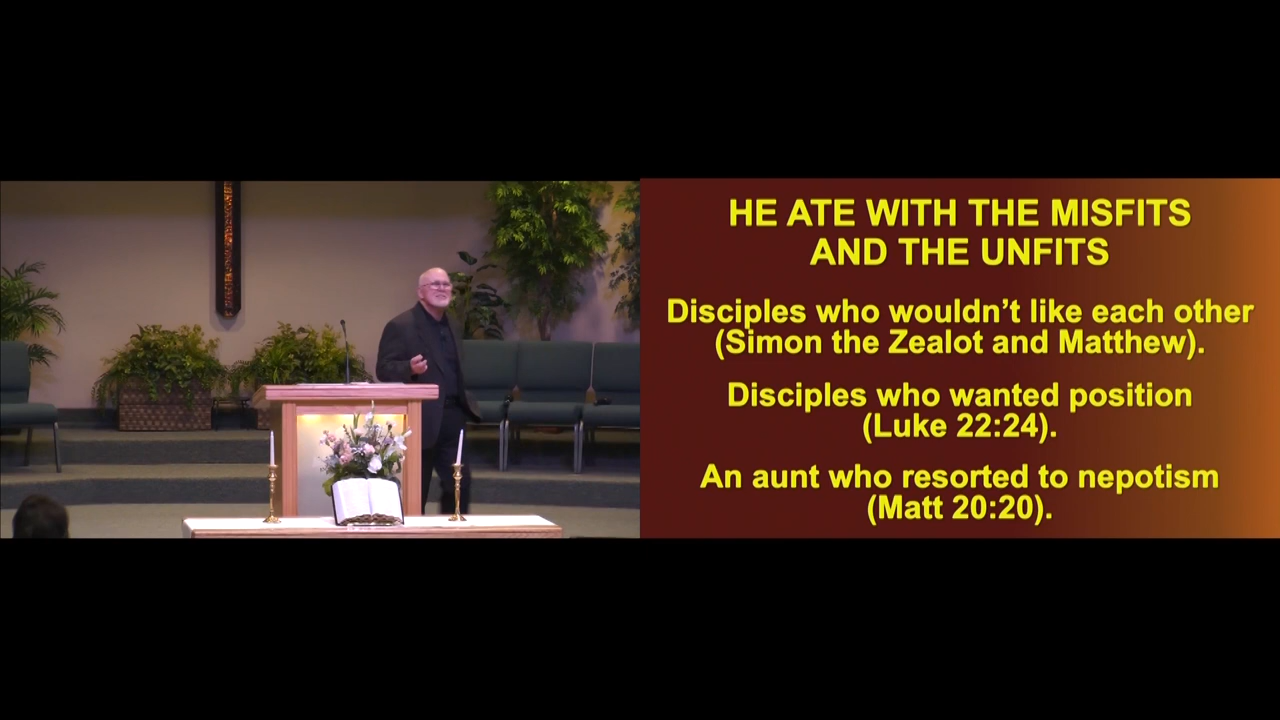 HE ATE WITH THE MISFITS
AND THE UNFITS
Disciples who wouldn’t like each other
(Simon the Zealot and Matthew).
Disciples who wanted position
(Luke 22:24).
An aunt who resorted to nepotism
(Matt 20:20).